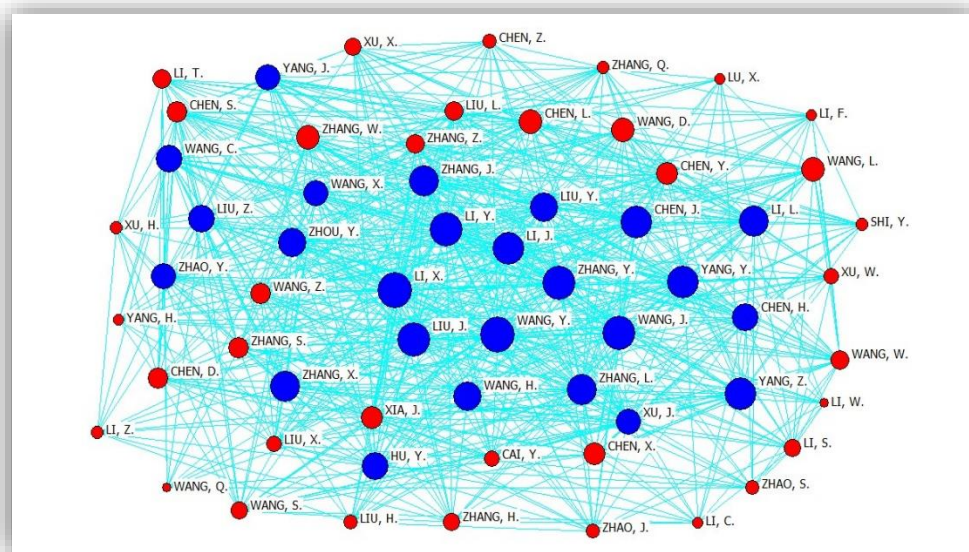 XU, X.
CHEN, Z.
ZHANG, Q.
LI, T.
YANG, J.
LU, X.
CHEN, S.
LIU, L.
CHEN, L.
WANG, D.
LI, F.
ZHANG, W.
ZHANG, Z.
WANG, C.
CHEN, Y.
WANG, L.
ZHANG, J.
WANG, X.
LIU, Y.
LIU, Z.
LI, Y.
CHEN, J.
LI, L.
SHI, Y.
XU, H.
ZHOU, Y.
LI, J.
ZHAO, Y.
LI, X.
ZHANG, Y.
YANG, Y.
XU, W.
WANG, Z.
YANG, H.
CHEN, H.
LIU, J.
WANG, Y.
WANG, J.
ZHANG, S.
WANG, W.
CHEN, D.
ZHANG, X.
WANG, H.
ZHANG, L.
YANG, Z.
LI, W.
XIA, J.
XU, J.
LI, Z.
LIU, X.
CHEN, X.
LI, S.
HU, Y.
CAI, Y.
WANG, Q.
ZHAO, S.
WANG, S.
LIU, H.
ZHANG, H.
ZHAO, J.
LI, C.